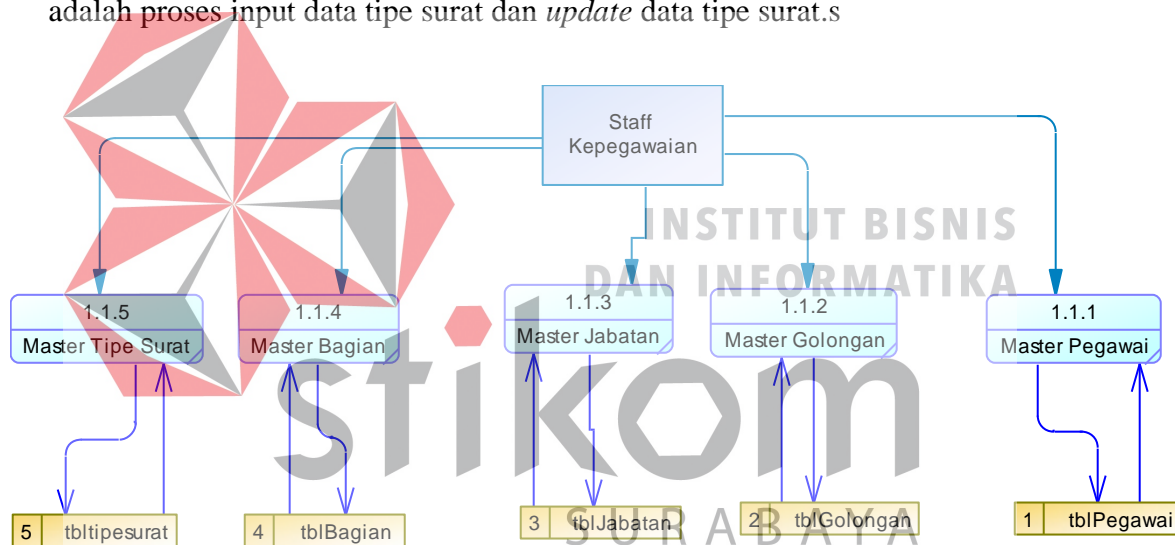 adalah proses input data tipe surat dan update data tipe surat.s
Staff
Kepegawaian
INSTITUT BISNIS
DAN INFORMATIKA
1.1.5
Master Tipe Surat
1.1.4
Master Bagian
1.1.3
Master Jabatan
1.1.2
Master Golongan
1.1.1
Master Pegawai
stikom
SURABAYA
5 tbltipesurat
4 tblBagian
3 tblJabatan
2 tblGolongan
1 tblPegawai